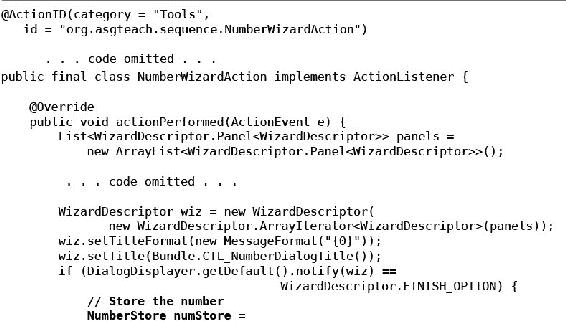 @ActionID(category = "Tools",
   id = "org.asgteach.sequence.NumberWizardAction")
      . . . code omitted . . .
public final class NumberWizardAction implements ActionListener {
    @Override
    public void actionPerformed(ActionEvent e) {
        List<WizardDescriptor.Panel<WizardDescriptor>> panels =
            new ArrayList<WizardDescriptor.Panel<WizardDescriptor>>();
         . . . code omitted . . .
        WizardDescriptor wiz = new WizardDescriptor(
               new WizardDescriptor.ArrayIterator<WizardDescriptor>(panels));
        wiz.setTitleFormat(new MessageFormat("{0}"));
        wiz.setTitle(Bundle.CTL_NumberDialogTitle());
        if (DialogDisplayer.getDefault().notify(wiz) ==
                                       WizardDescriptor.FINISH_OPTION) {
            // Store the number
            NumberStore numStore =